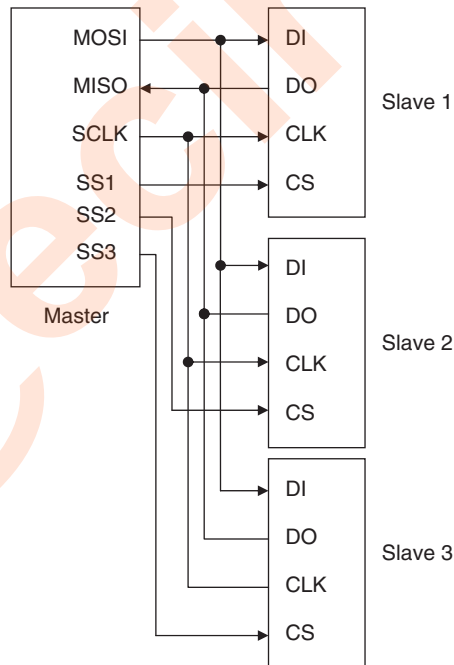 MOSI
MISO
SCLK
SS1
SS2
SS3
Master
DI
DO
CLK
CS
Slave 1
DI
DO
CLK
CS
Slave 2
DI
DO
CLK
CS
Slave 3